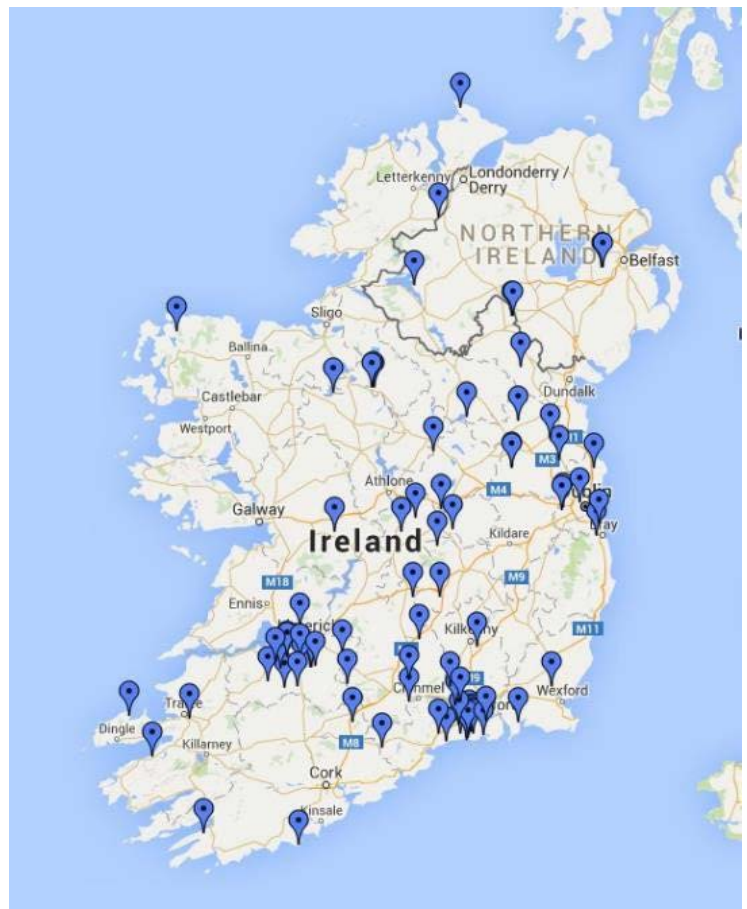 Letterkenny
Londonderry /
Derry
NORTHERN
IRELAND
Belfast
Sligo
Ballina
Castlebar
Westport
Dundalk
M1
M3
M4
Athlone
Galway
Ireland
Kildare
Bray
M18
M9
Ennis
M11
Kilkenny
M9
Wexford
Dingle
Killarney
M8
Cork
Kinsale